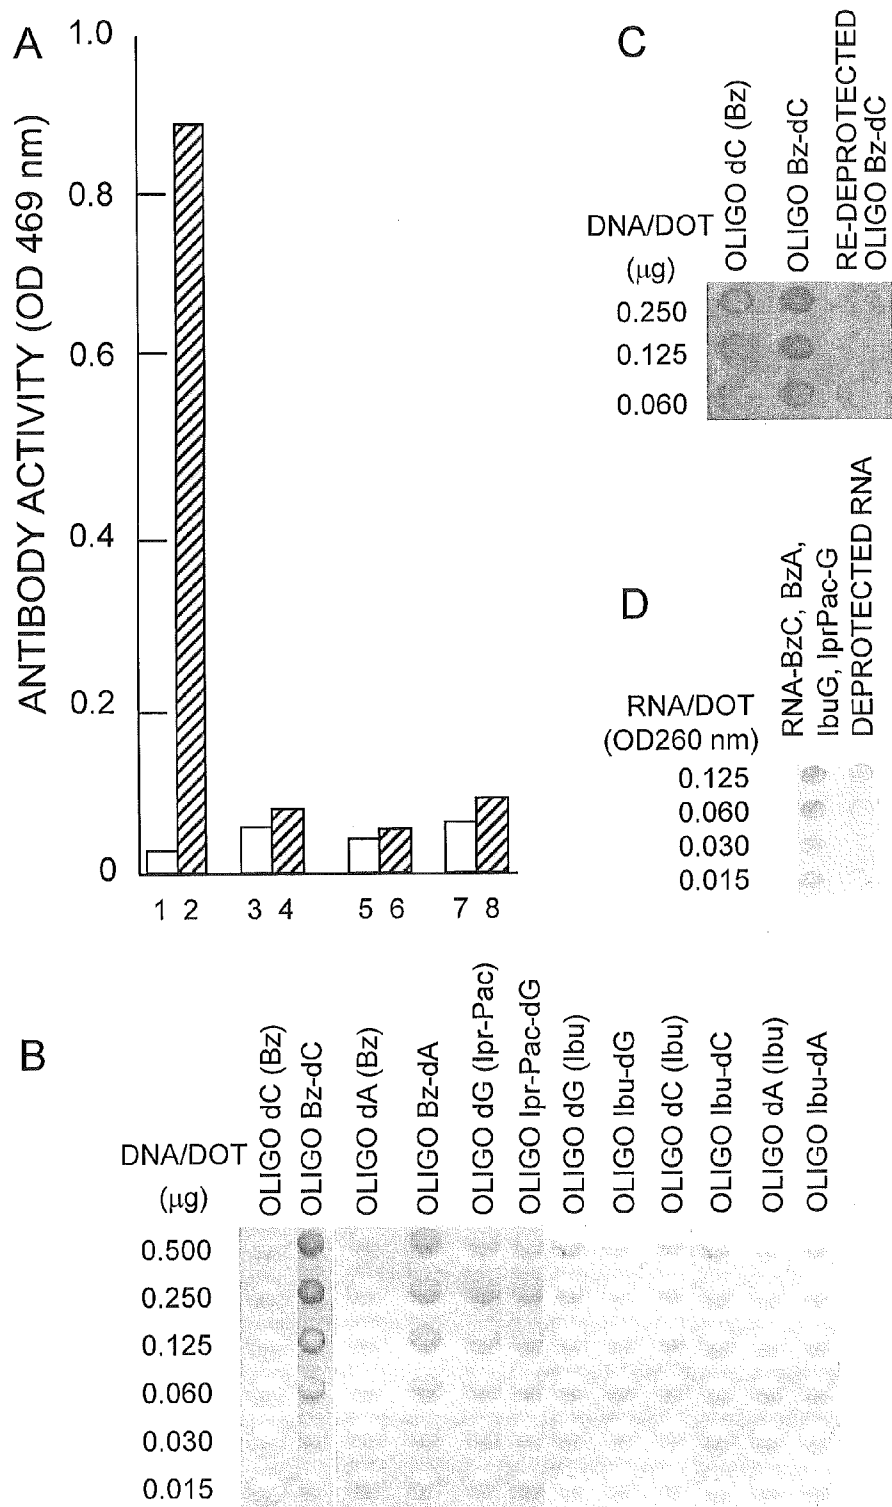 A
ANTIBODY ACTIVITY (OD 469 nm)
1.0
0.8
0.6
0.4
0.2
0
1 2 3 4 5 6 7 8
C
OLIGO dC (Bz)
OLIGO Bz-dC
RE-DEPROTECTED
OLIGO Bz-dC
DNA/DOT
(µg)
0.250
0.125
0.060
D
RNA-BzC, BzA,
IbuG, IprPac-G
DEPROTECTED RNA
RNA/DOT
(OD260 nm)
0.125
0.060
0.030
0.015
B
OLIGO dC (Bz)
OLIGO Bz-dC
OLIGO dA (Bz)
OLIGO Bz-dA
OLIGO dG (Ipr-Pac)
OLIGO Ipr-Pac-dG
OLIGO dG (Ibu)
OLIGO Ibu-dG
OLIGO dC (Ibu)
OLIGO Ibu-dC
OLIGO dA (Ibu)
OLIGO Ibu-dA
DNA/DOT
(µg)
0.500
0.250
0.125
0.060
0.030
0.015